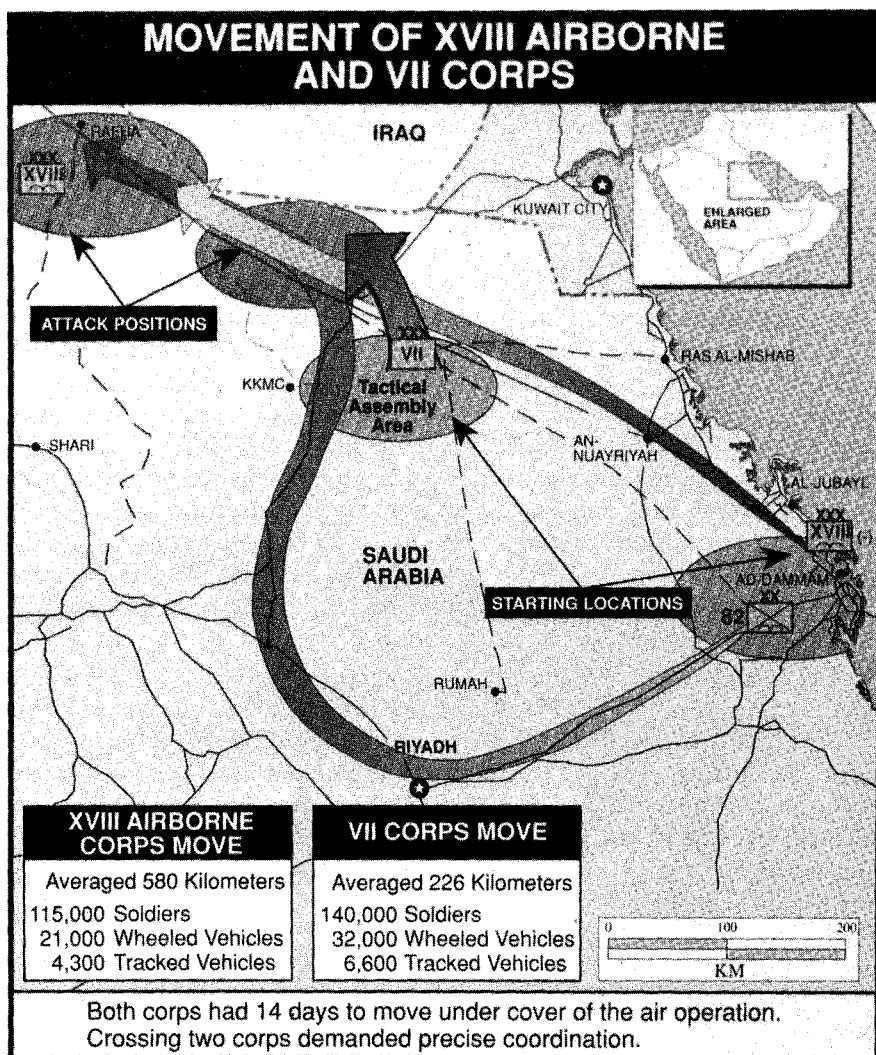 MOVEMENT OF XVIII AIRBORNE
AND VII CORPS
RAFHA
IRAQ
XXX
XVIII
KUWAIT CITY
ENLARGED
AREA
ATTACK POSITIONS
XXX
VII
RAS AL-MISHAB
KKMC
Tactical
Assembly
Area
SHARI
AN-
NUAYRIYAH
AL JUBAYL
XXX
XVIII (-)
SAUDI
ARABIA
AD-DAMMAM
STARTING LOCATIONS
XX
82
RUMAH
RIYADH
XVIII AIRBORNE
CORPS MOVE
Averaged 580 Kilometers
115,000 Soldiers
21,000 Wheeled Vehicles
4,300 Tracked Vehicles
VII CORPS MOVE
Averaged 226 Kilometers
140,000 Soldiers
32,000 Wheeled Vehicles
6,600 Tracked Vehicles
0 100 200
KM
Both corps had 14 days to move under cover of the air operation.
Crossing two corps demanded precise coordination.